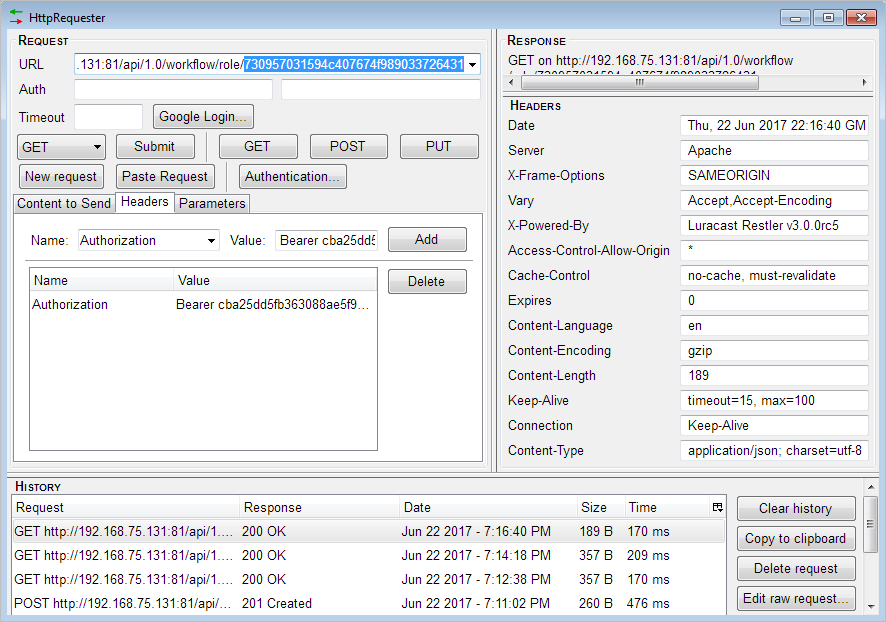 HttpRequester
REQUEST
URL .131:81/api/1.0/workflow/role/730957031594c407674f989033726431
Auth
Timeout Google Login...
GET Submit GET POST PUT
New request Paste Request Authentication...
Content to Send Headers Parameters
Name: Authorization Value: Bearer cba25dd5 Add
Name Value Delete
Authorization Bearer cba25dd5fb363088ae5f9...
RESPONSE
GET on http://192.168.75.131:81/api/1.0/workflow
/role/730957031594c407674f989033726431
HEADERS
Date Thu, 22 Jun 2017 22:16:40 GM
Server Apache
X-Frame-Options SAMEORIGIN
Vary Accept,Accept-Encoding
X-Powered-By Luracast Restler v3.0.0rc5
Access-Control-Allow-Origin *
Cache-Control no-cache, must-revalidate
Expires 0
Content-Language en
Content-Encoding gzip
Content-Length 189
Keep-Alive timeout=15, max=100
Connection Keep-Alive
Content-Type application/json; charset=utf-8
HISTORY
Request Response Date Size Time
GET http://192.168.75.131:81/api/1.... 200 OK Jun 22 2017 - 7:16:40 PM 189 B 170 ms
GET http://192.168.75.131:81/api/1.... 200 OK Jun 22 2017 - 7:14:18 PM 357 B 209 ms
GET http://192.168.75.131:81/api/1.... 200 OK Jun 22 2017 - 7:12:38 PM 357 B 170 ms
POST http://192.168.75.131:81/api/... 201 Created Jun 22 2017 - 7:11:02 PM 260 B 476 ms
Clear history
Copy to clipboard
Delete request
Edit raw request...